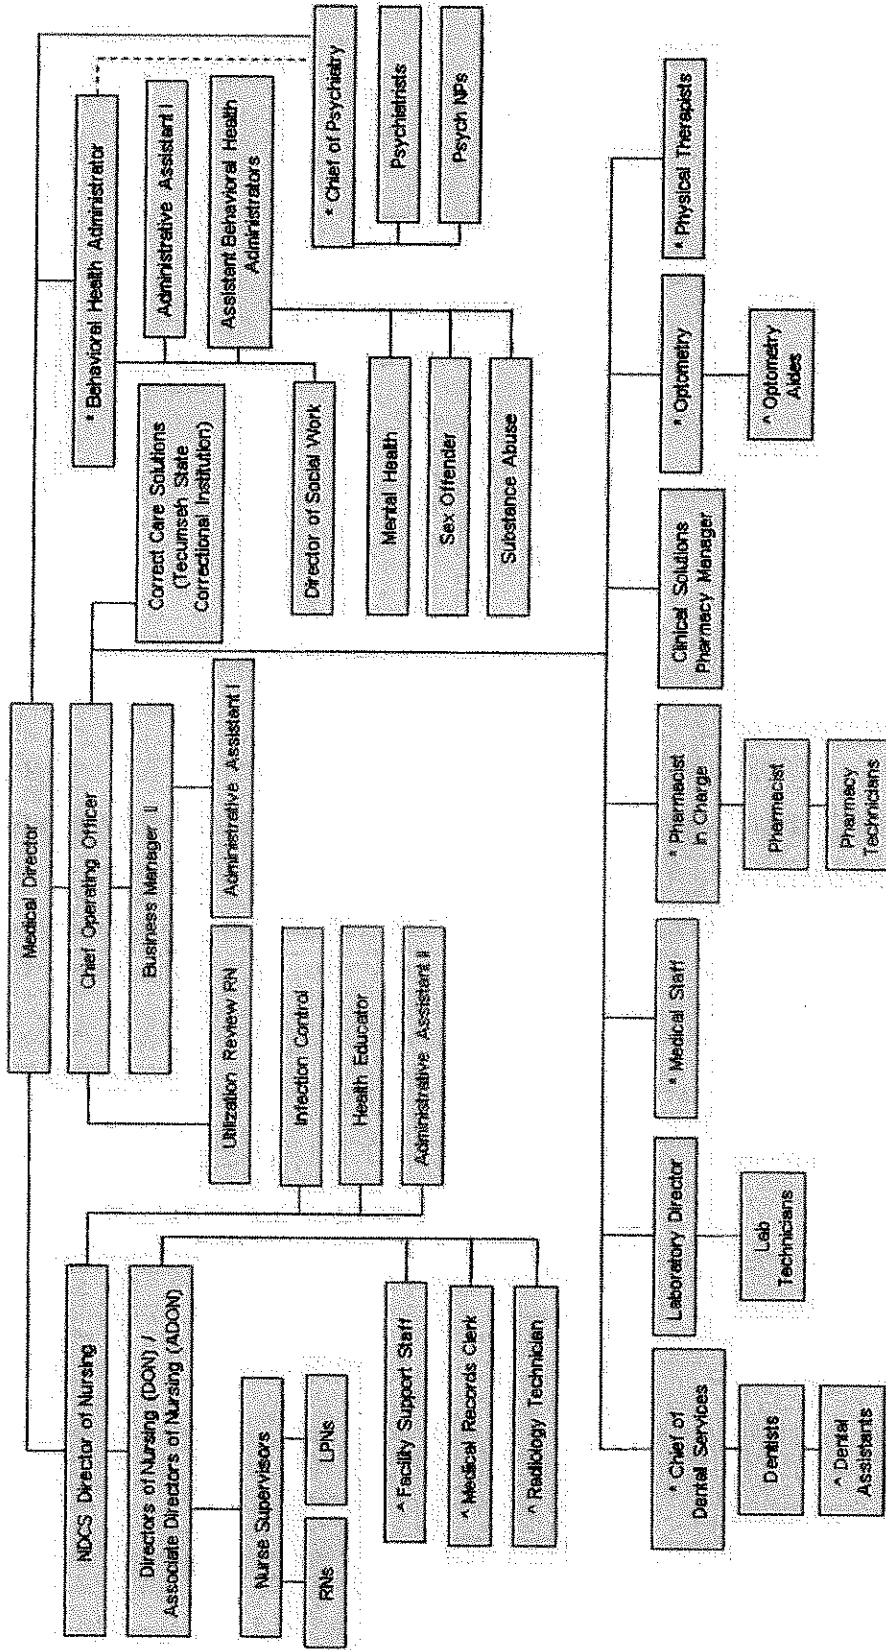 Medical Director
Chief Operating Officer
Business Manager II
Utilization Review RN
Administrative Assistant I
NDCS Director of Nursing
Directors of Nursing (DON) /
Associate Directors of Nursing (ADON)
Nurse Supervisors
RNs
LPNs
Infection Control
Health Educator
Administrative Assistant II
^ Facility Support Staff
^ Medical Records Clerk
^ Radiology Technician
Correct Care Solutions
(Tecumseh State
Correctional Institution)
* Behavioral Health Administrator
Administrative Assistant I
Assistant Behavioral Health
Administrators
Director of Social Work
Mental Health
Sex Offender
Substance Abuse
* Chief of Psychiatry
Psychiatrists
Psych NPs
* Chief of
Dental Services
Dentists
^ Dental
Assistants
Laboratory Director
Lab
Technicians
* Medical Staff
* Pharmacist
In Charge
Pharmacist
Pharmacy
Technicians
Clinical Solutions
Pharmacy Manager
* Optometry
^ Optometry
Aides
* Physical Therapists